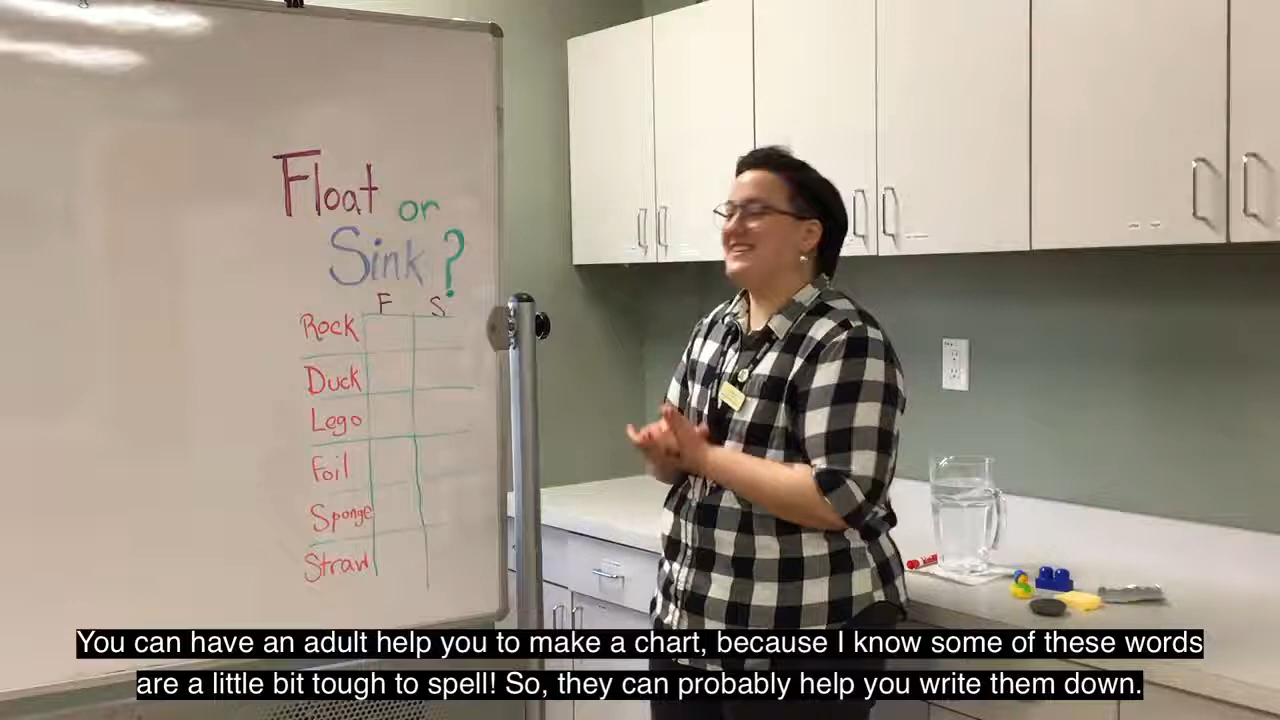 Float or
Sink ?
F S
Rock
Duck
Lego
Foil
Sponge
Straw
You can have an adult help you to make a chart, because I know some of these words
are a little bit tough to spell! So, they can probably help you write them down.